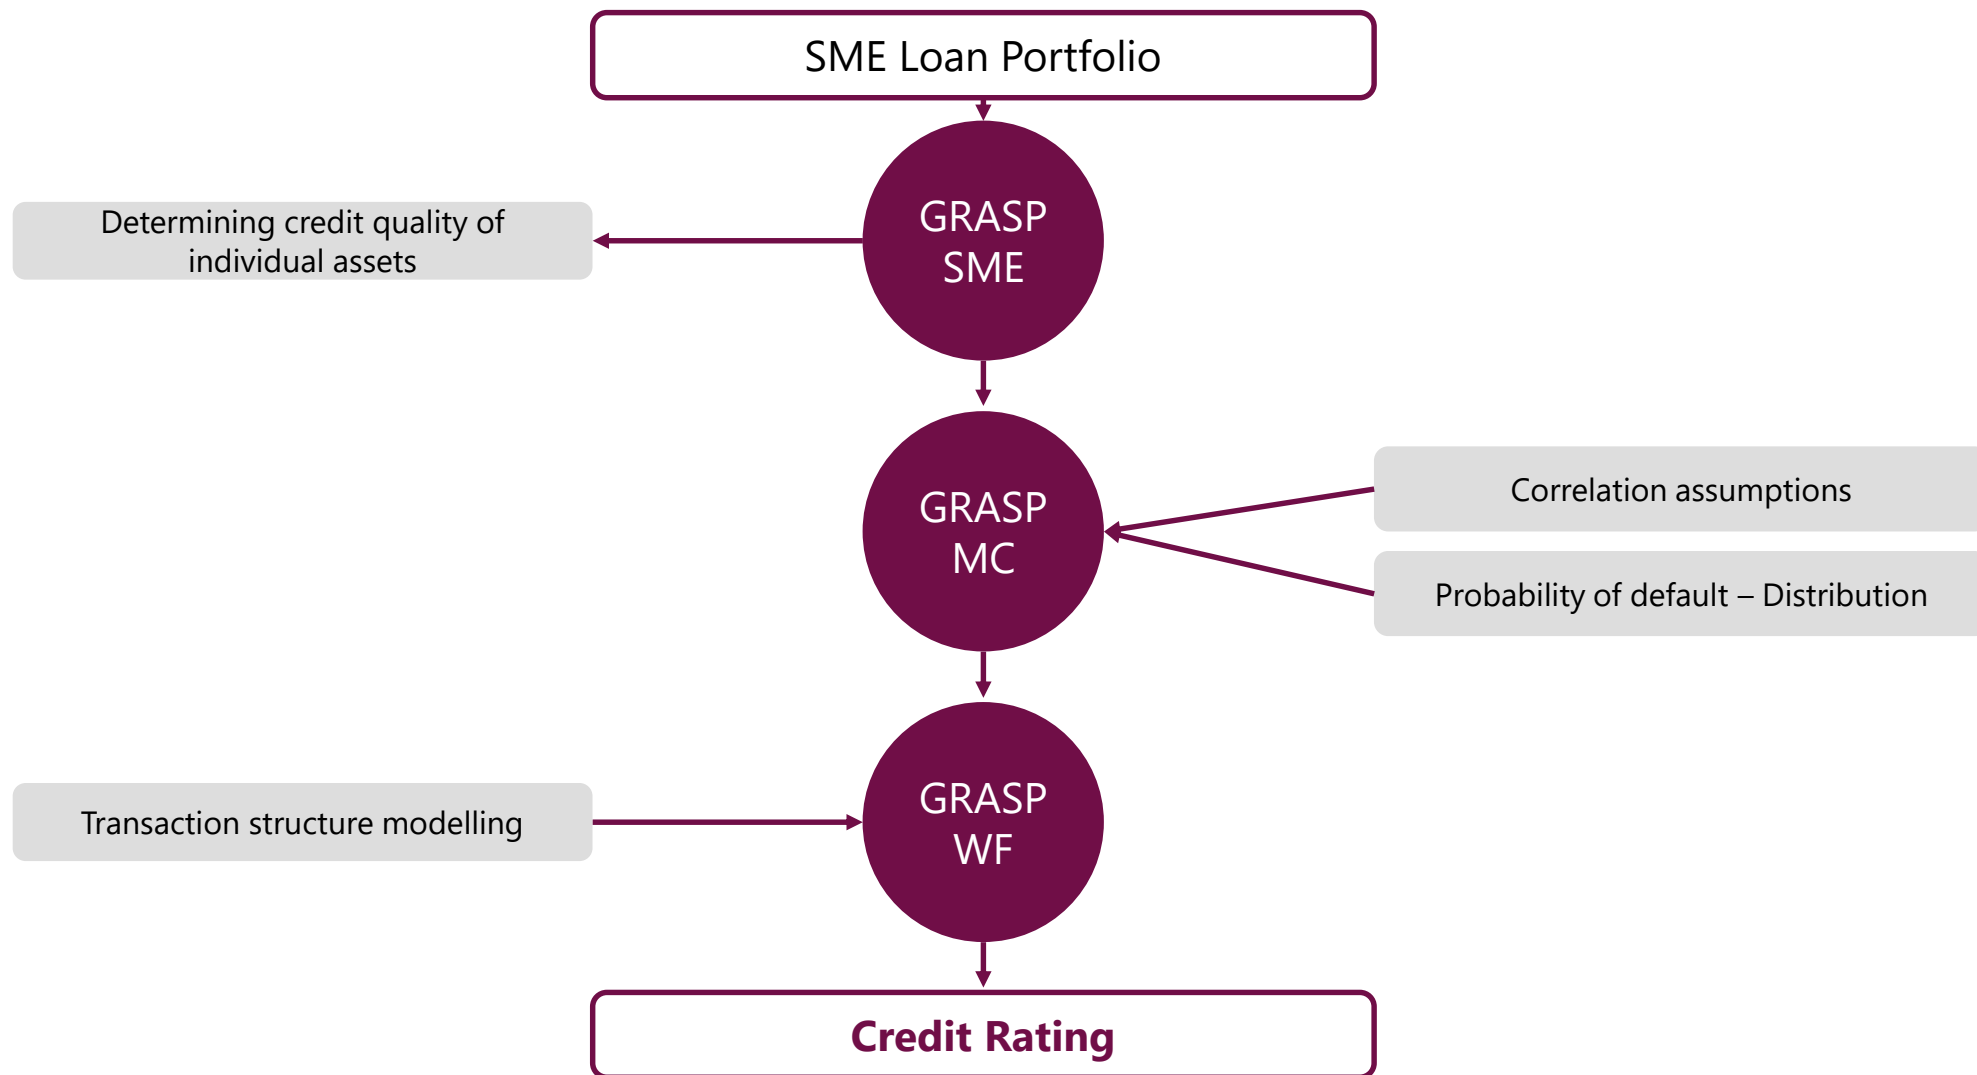 SME Loan Portfolio
GRASP
SME
Determining credit quality of
individual assets
GRASP
MC
Correlation assumptions
Probability of default – Distribution
GRASP
WF
Transaction structure modelling
Credit Rating